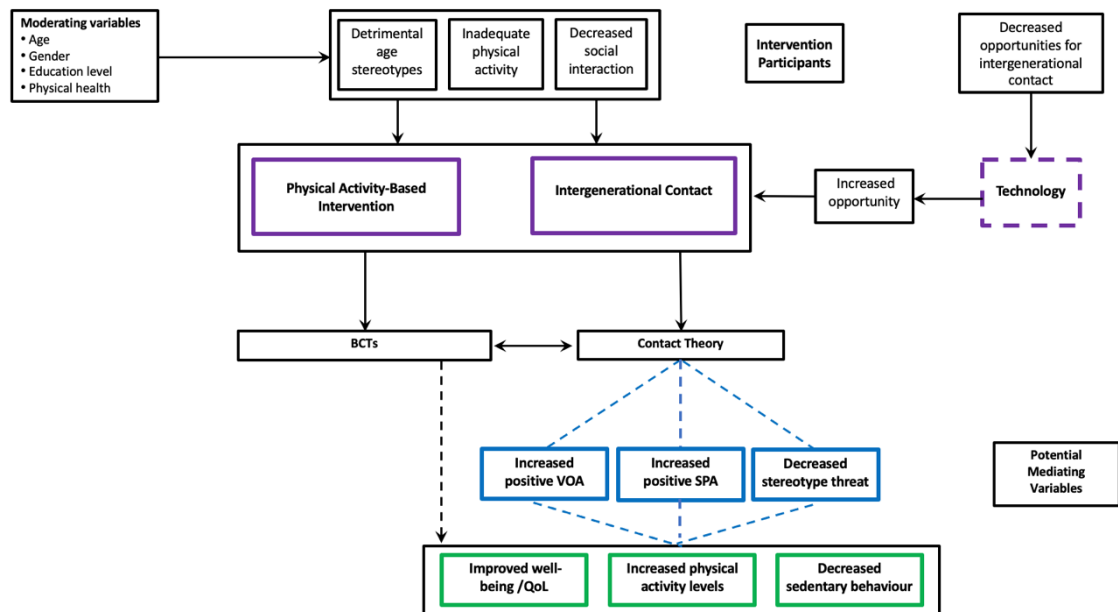 Moderating variables
• Age
• Gender
• Education level
• Physical health
Detrimental
age
stereotypes
Inadequate
physical
activity
Decreased
social
interaction
Intervention
Participants
Decreased
opportunities for
intergenerational
contact
Physical Activity-Based
Intervention
Intergenerational Contact
Increased
opportunity
Technology
BCTs
Contact Theory
Increased
positive VOA
Increased
positive SPA
Decreased
stereotype threat
Potential
Mediating
Variables
Improved well-
being /QoL
Increased physical
activity levels
Decreased
sedentary behaviour